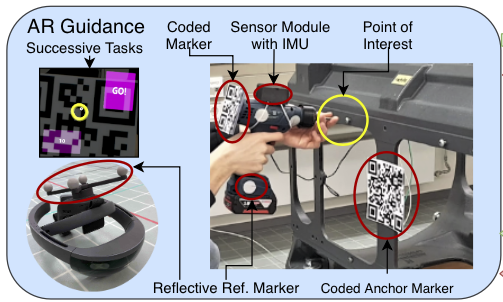 AR Guidance
Successive Tasks
Coded
Marker
Sensor Module
with IMU
Point of
Interest
GO!
10
Reflective Ref. Marker
Coded Anchor Marker